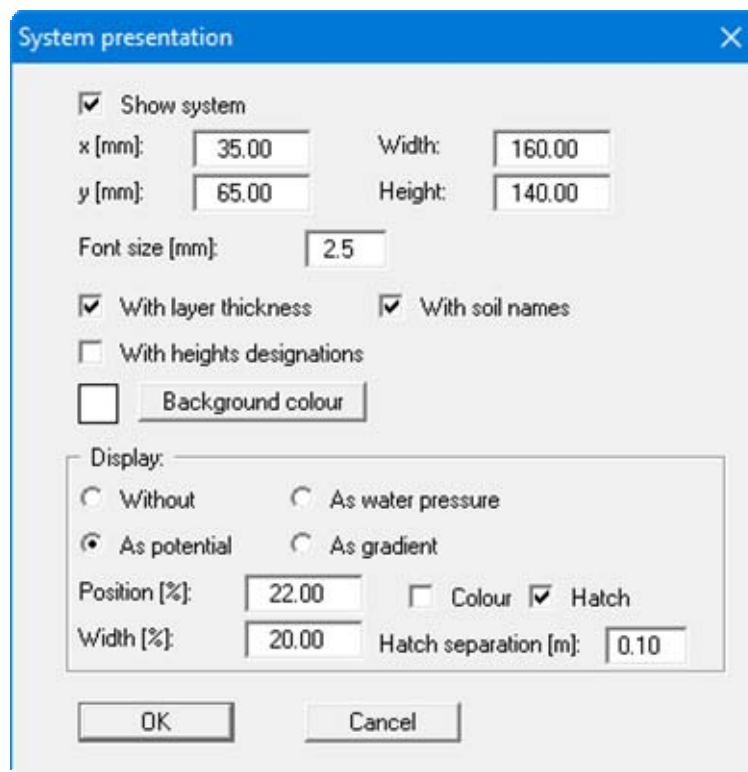 System presentation
Show system
x [mm]: 35.00 Width: 160.00
y [mm]: 65.00 Height: 140.00
Font size [mm]: 2.5
With layer thickness With soil names
With heights designations
Background colour
Display:
Without As water pressure
As potential As gradient
Position [%]: 22.00 Colour Hatch
Width [%]: 20.00 Hatch separation [m]: 0.10
OK Cancel